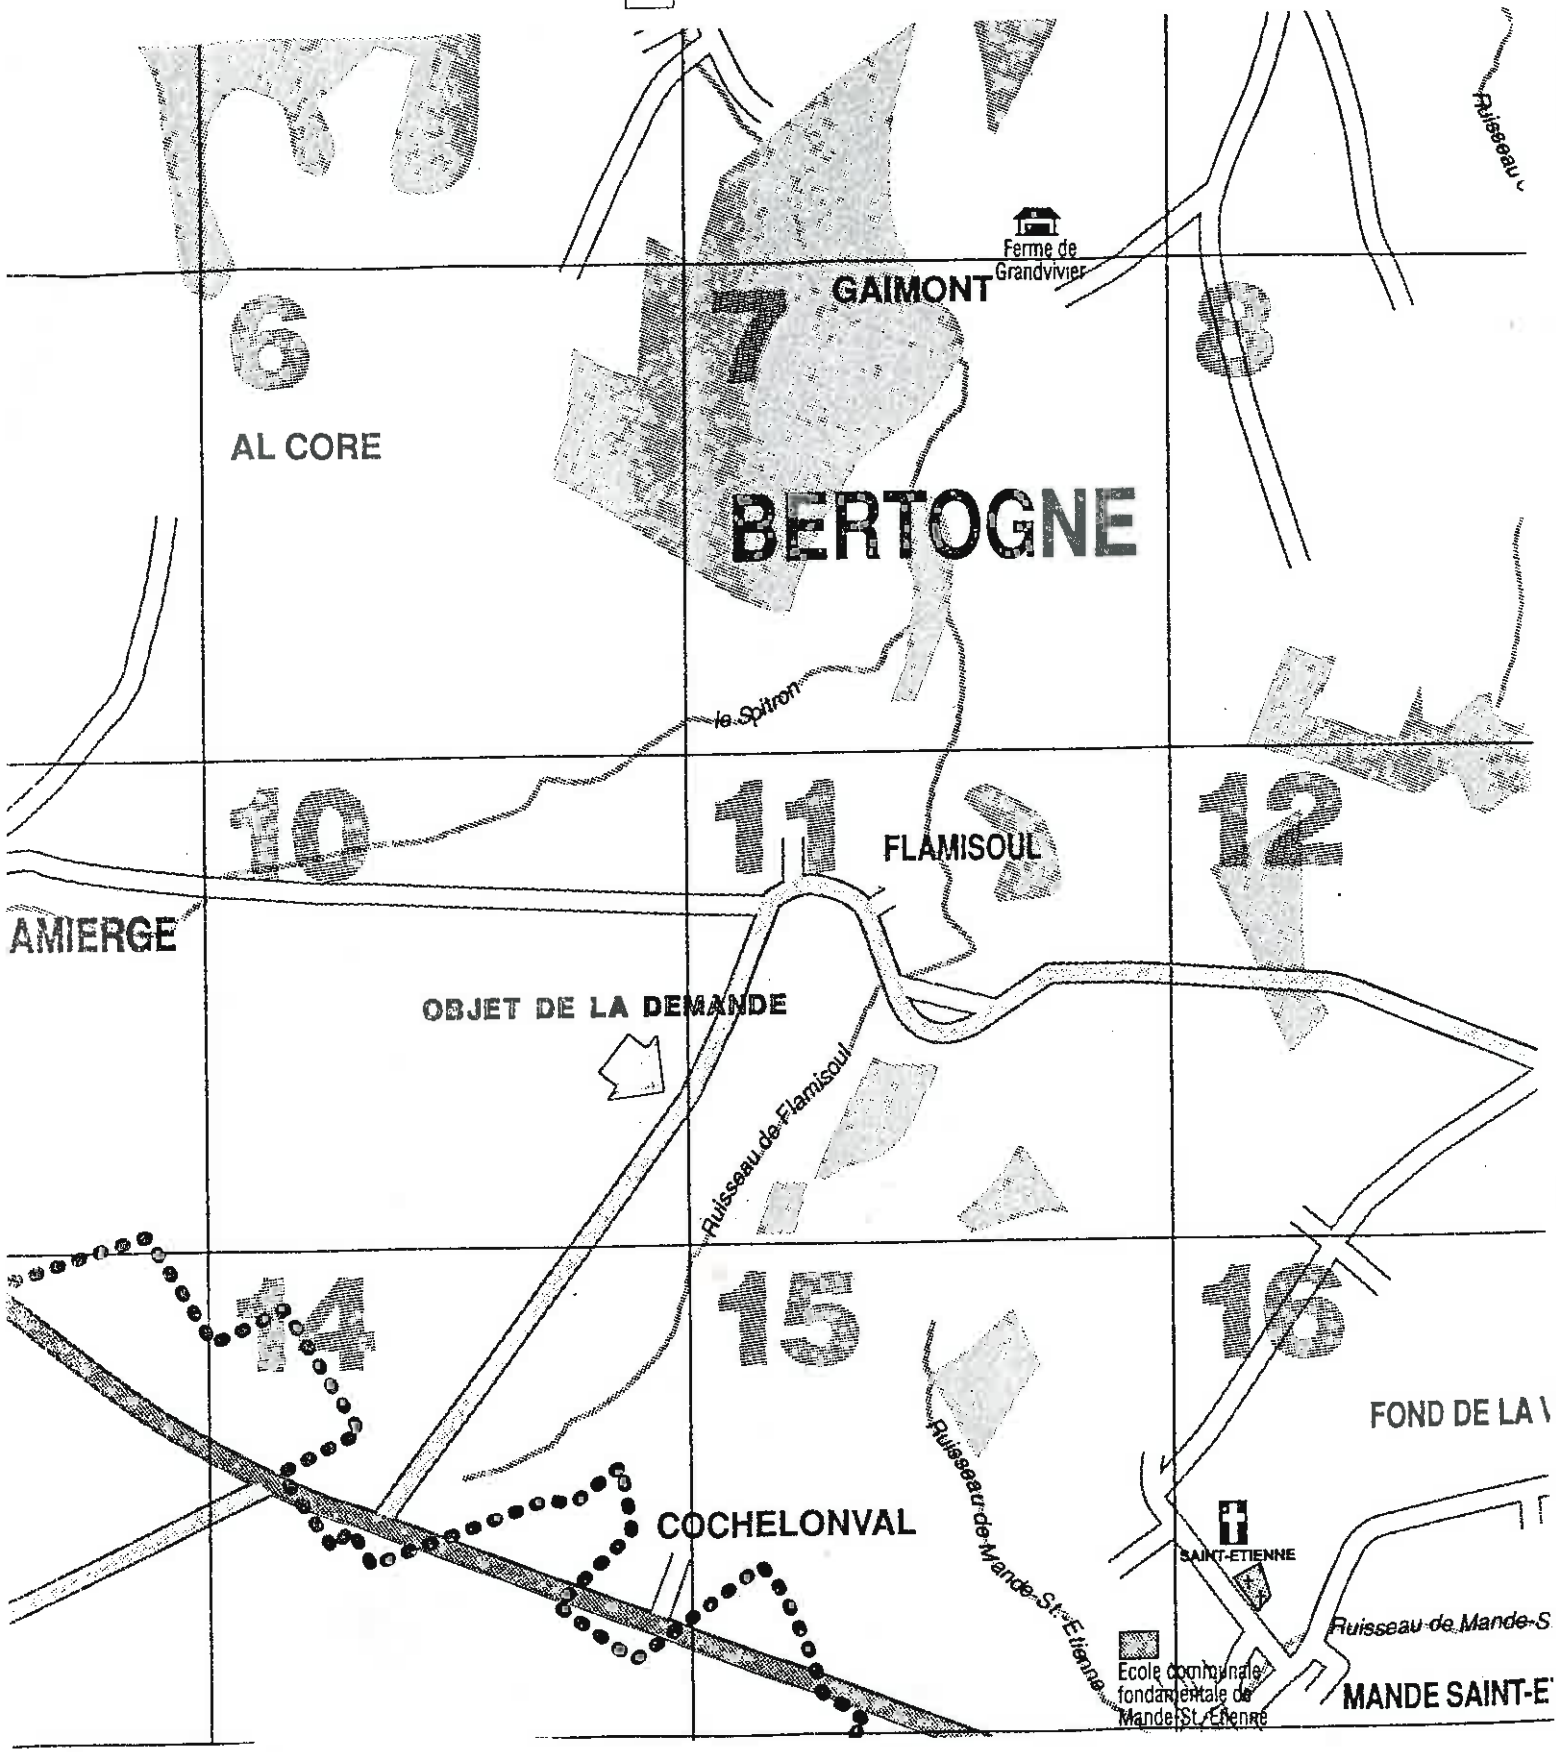 Ruisseau
Ferme de
Grandvivier
GAIMONT
6
7
8
AL CORE
BERTOGNE
le Spitron
10
11
12
FLAMISOUL
AMIERGE
OBJET DE LA DEMANDE
Ruisseau de Flamisoul
14
15
16
FOND DE LA
Ruisseau de Mande-St.-Etienne
COCHELONVAL
SAINT-ETIENNE
Ruisseau de Mande-S
Ecole communale
fondamentale de
Mande-St.-Etienne
MANDE SAINT-E